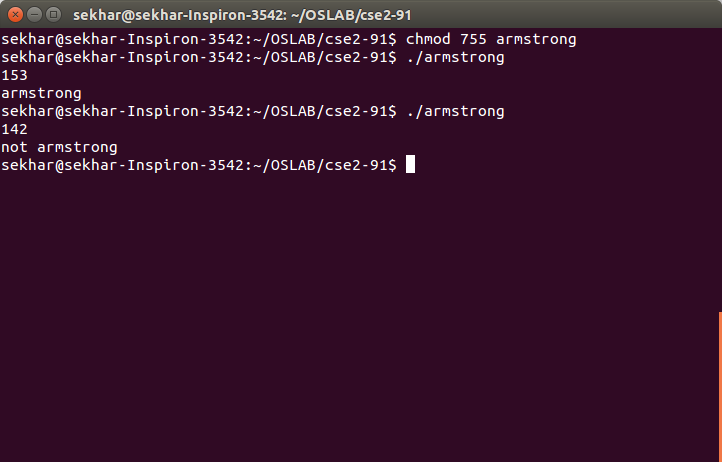 sekhar@sekhar-Inspiron-3542: ~/OSLAB/cse2-91
sekhar@sekhar-Inspiron-3542:~/OSLAB/cse2-91$ chmod 755 armstrong
sekhar@sekhar-Inspiron-3542:~/OSLAB/cse2-91$ ./armstrong
153
armstrong
sekhar@sekhar-Inspiron-3542:~/OSLAB/cse2-91$ ./armstrong
142
not armstrong
sekhar@sekhar-Inspiron-3542:~/OSLAB/cse2-91$